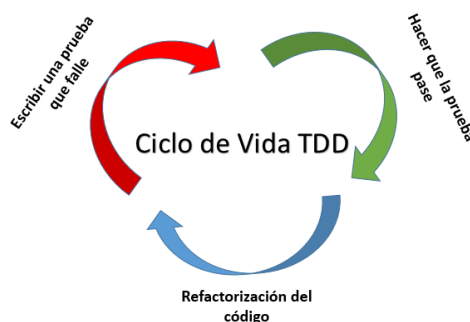 Escribir una prueba
que falle
Hacer que la prueba
pase
Ciclo de Vida TDD
Refactorización del
código